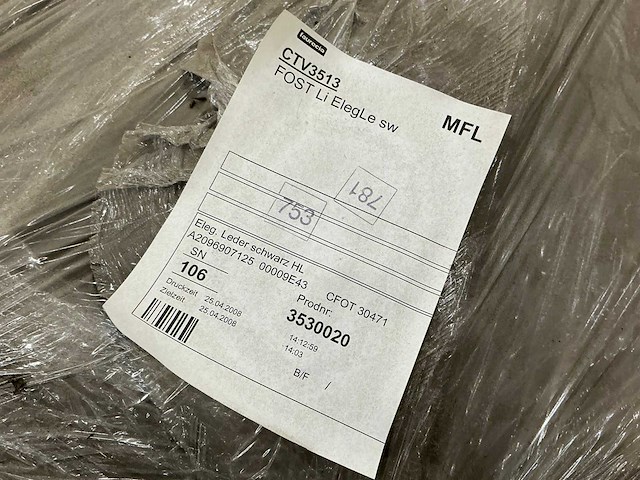 faurecia
CTV3513
FOST Li ElegLe sw
MFL
781
753
Eleg. Leder schwarz HL
A2096907125 00009E43
CFOT 30471
SN
106
Prodnr:
3530020
Druckzeit 25.04.2008 14:12:59
Zielzeit 25.04.2008 14:03
B/F /